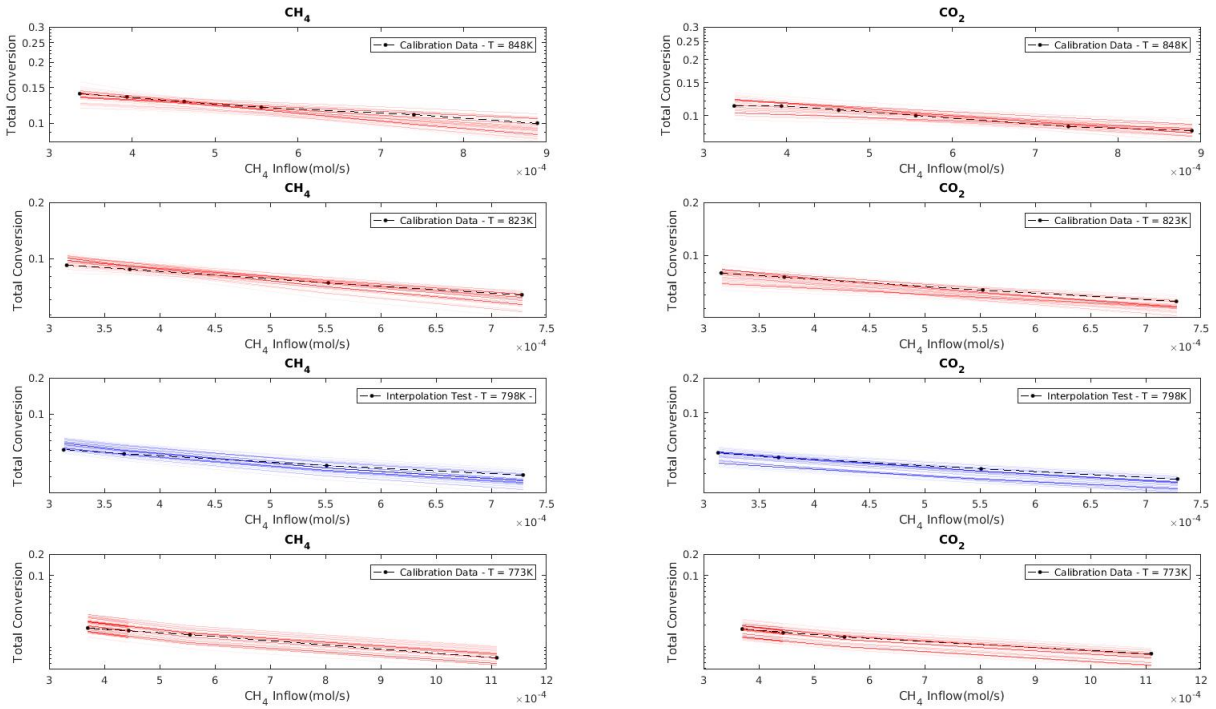 CH4
0.3
0.25
0.2
0.15
0.1
Total Conversion
Calibration Data - T = 848K
3 4 5 6 7 8 9
CH4 Inflow(mol/s)
×10-4
CO2
0.3
0.25
0.2
0.15
0.1
Total Conversion
Calibration Data - T = 848K
3 4 5 6 7 8 9
CH4 Inflow(mol/s)
×10-4
CH4
0.2
0.1
Total Conversion
Calibration Data - T = 823K
3 3.5 4 4.5 5 5.5 6 6.5 7 7.5
CH4 Inflow(mol/s)
×10-4
CO2
0.2
0.1
Total Conversion
Calibration Data - T = 823K
3 3.5 4 4.5 5 5.5 6 6.5 7 7.5
CH4 Inflow(mol/s)
×10-4
CH4
0.2
0.1
Total Conversion
Interpolation Test - T = 798K -
3 3.5 4 4.5 5 5.5 6 6.5 7 7.5
CH4 Inflow(mol/s)
×10-4
CO2
0.2
0.1
Total Conversion
Interpolation Test - T = 798K
3 3.5 4 4.5 5 5.5 6 6.5 7 7.5
CH4 Inflow(mol/s)
×10-4
CH4
0.2
0.1
Total Conversion
Calibration Data - T = 773K
3 4 5 6 7 8 9 10 11 12
CH4 Inflow(mol/s)
×10-4
CO2
0.2
0.1
Total Conversion
Calibration Data - T = 773K
3 4 5 6 7 8 9 10 11 12
CH4 Inflow(mol/s)
×10-4